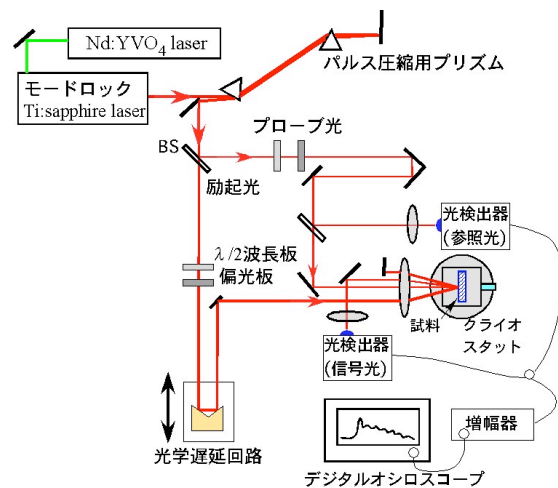 Nd:YVO4 laser
モードロック
Ti:sapphire laser
パルス圧縮用プリズム
BS
プローブ光
励起光
光検出器
(参照光)
λ/2波長板
偏光板
試料
クライオ
スタット
光検出器
(信号光)
光学遅延回路
増幅器
デジタルオシロスコープ